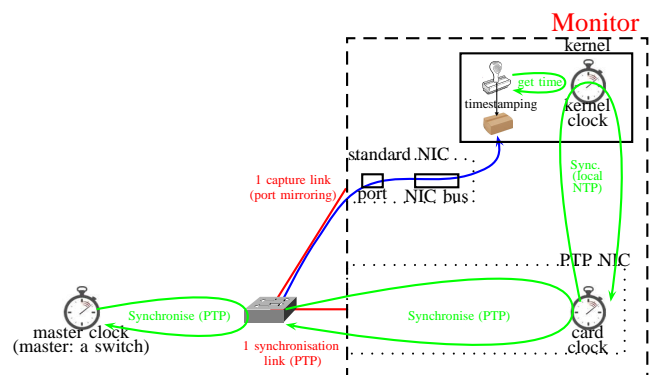 Monitor
kernel
get time
timestamping
kernel
clock
standard NIC
1 capture link
(port mirroring)
port
NIC bus
Sync.
(local
NTP)
PTP NIC
Synchronise (PTP)
Synchronise (PTP)
master clock
(master: a switch)
1 synchronisation
link (PTP)
card
clock